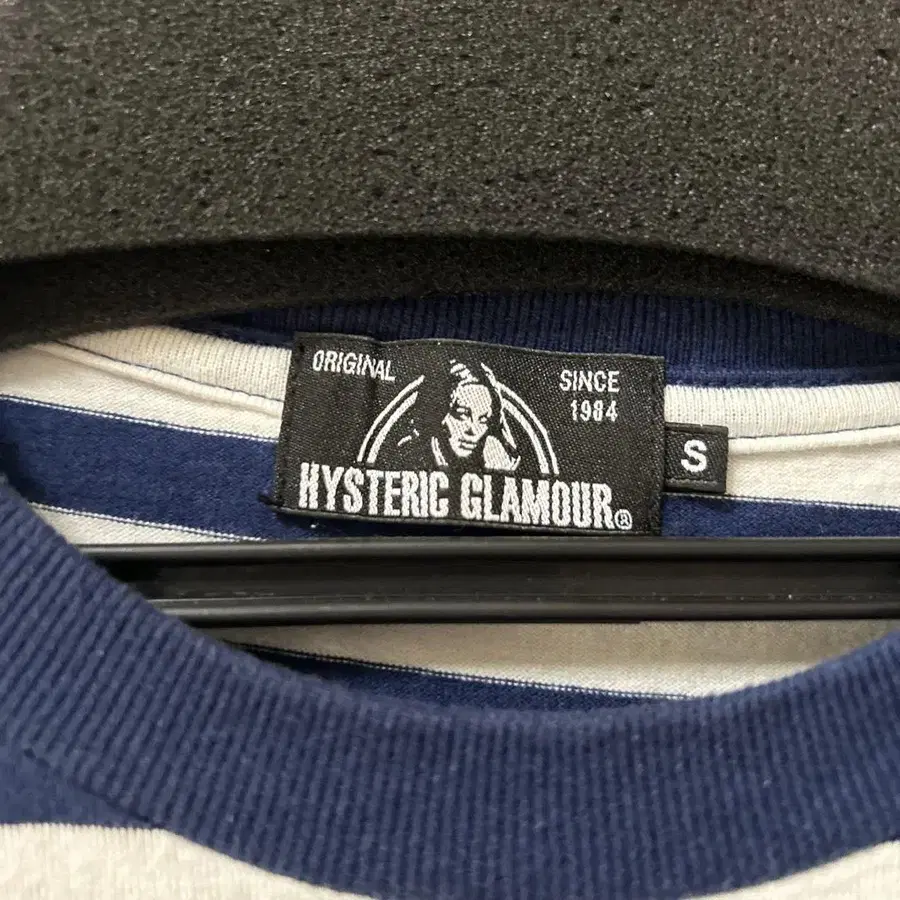 ORIGINAL
SINCE
1984
HYSTERIC GLAMOUR®
S